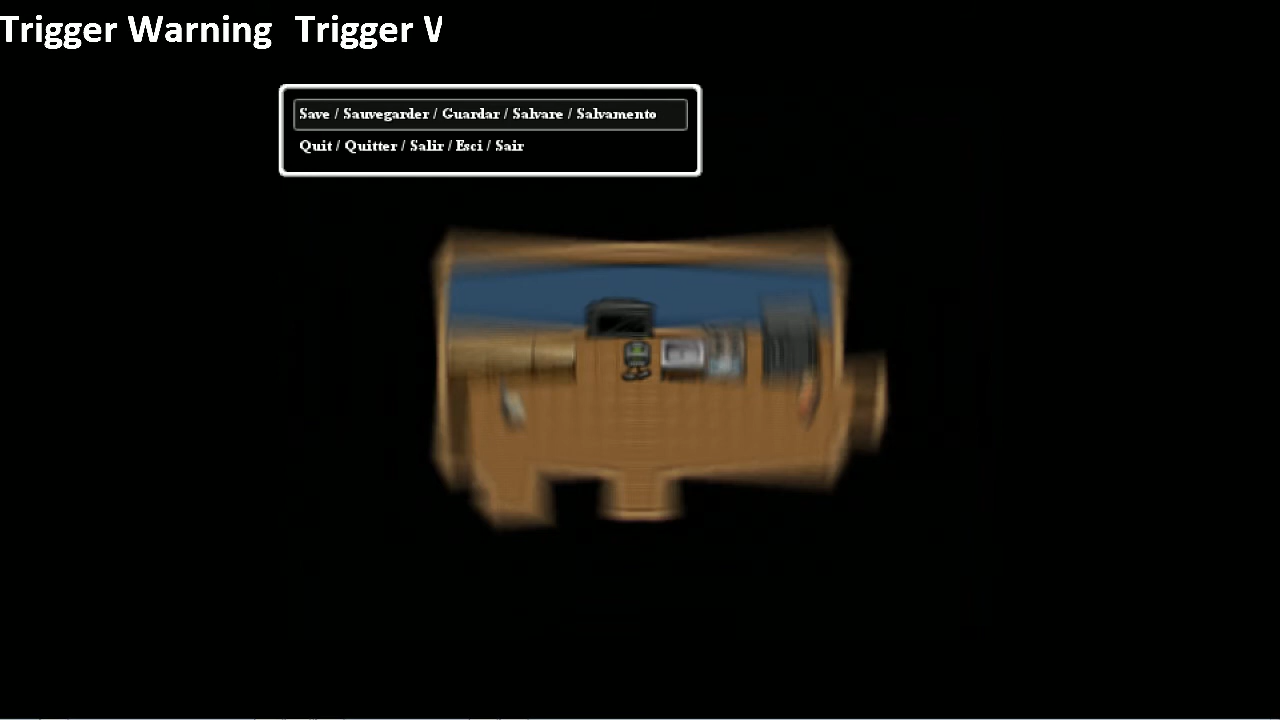 Trigger Warning Trigger W
Save / Sauvegarder / Guardar / Salvare / Salvamento
Quit / Quitter / Salir / Esci / Sair